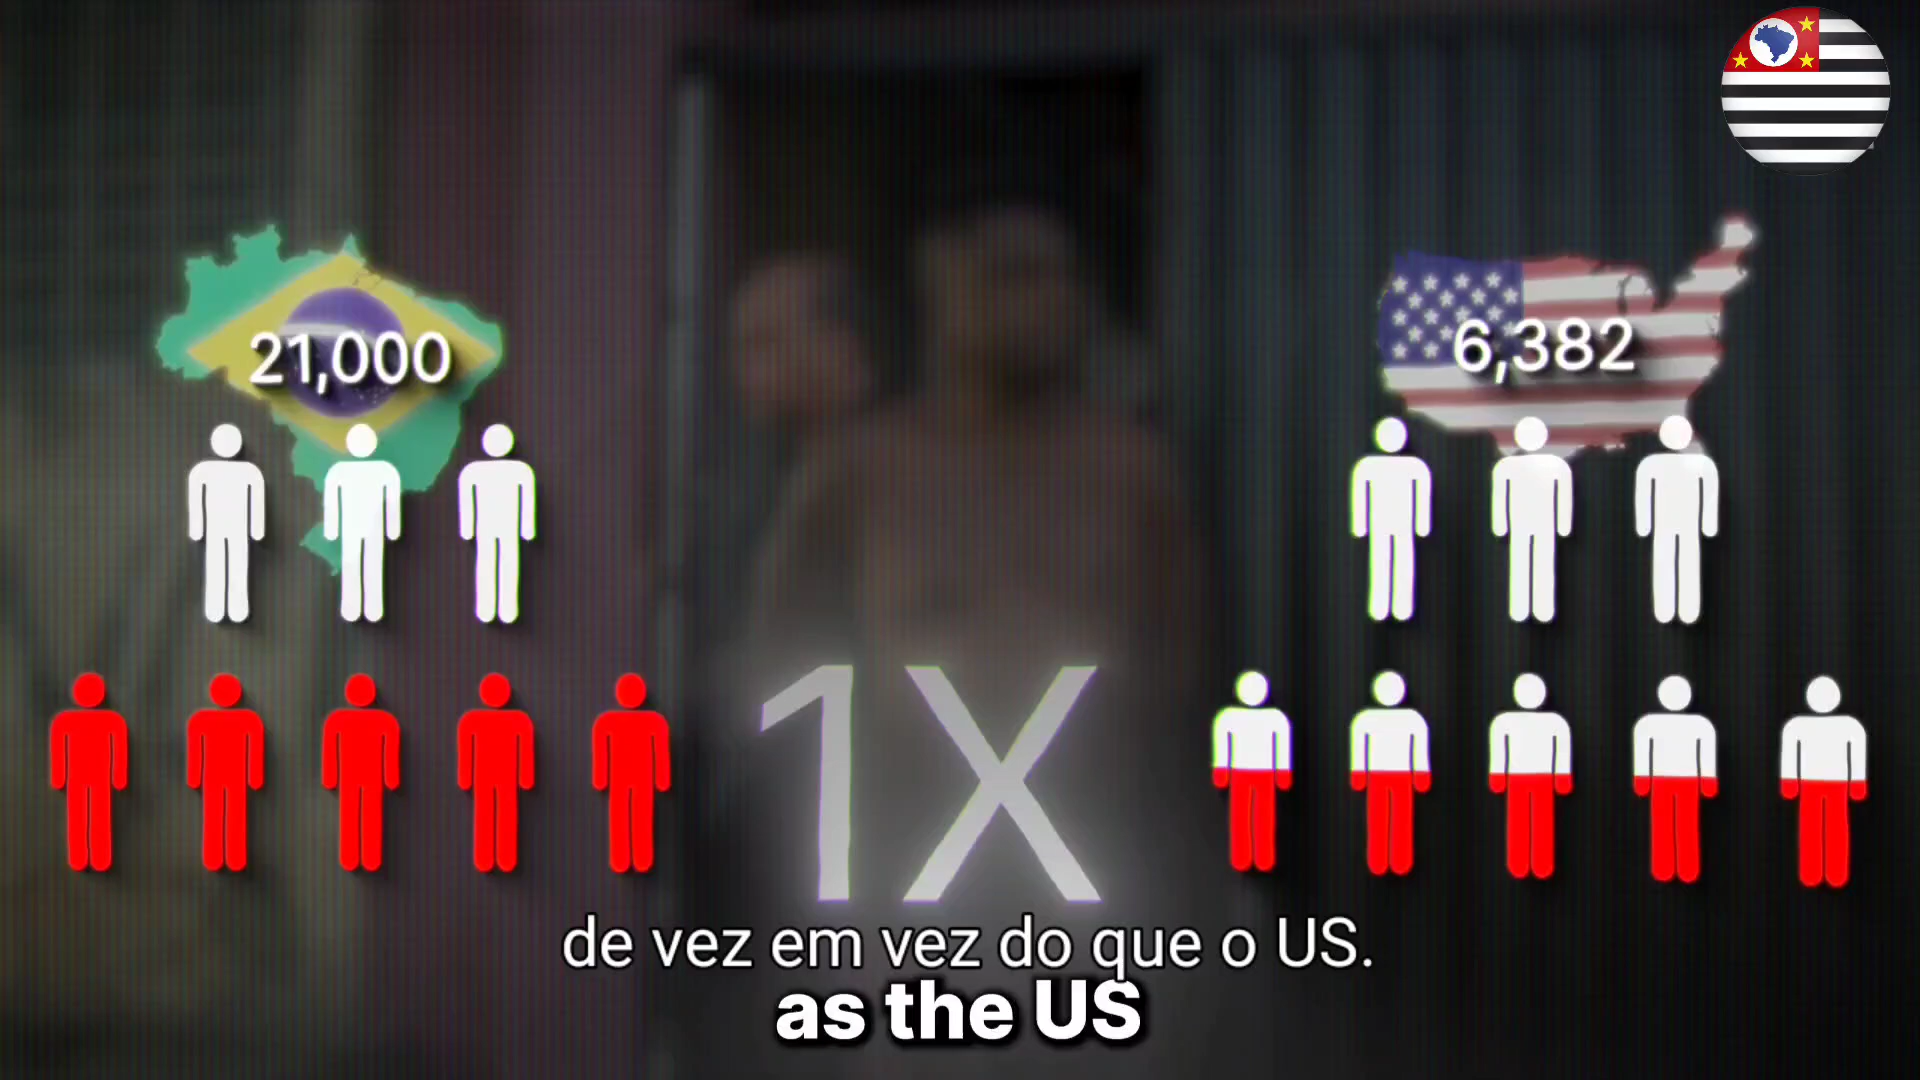 21,000
6,382
1X
de vez em vez do que o US.
as the US